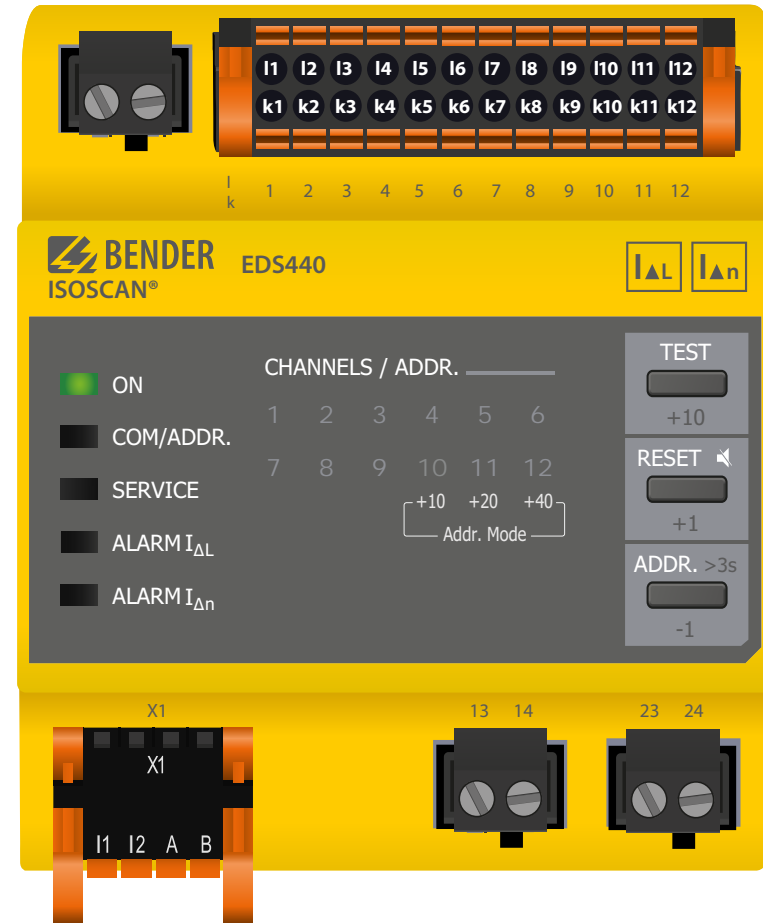 l1 l2 l3 l4 l5 l6 l7 l8 l9 l10 l11 l12
k1 k2 k3 k4 k5 k6 k7 k8 k9 k10 k11 k12
l
k 1 2 3 4 5 6 7 8 9 10 11 12
BENDER EDS440
ISOSCAN®
I▲L I▲n
ON
COM/ADDR.
SERVICE
ALARM IΔL
ALARM IΔn
CHANNELS / ADDR.
1 2 3 4 5 6
7 8 9 10 11 12
+10 +20 +40
Addr. Mode
TEST
+10
RESET
+1
ADDR. >3s
-1
X1
X1
I1 I2 A B
13 14
23 24